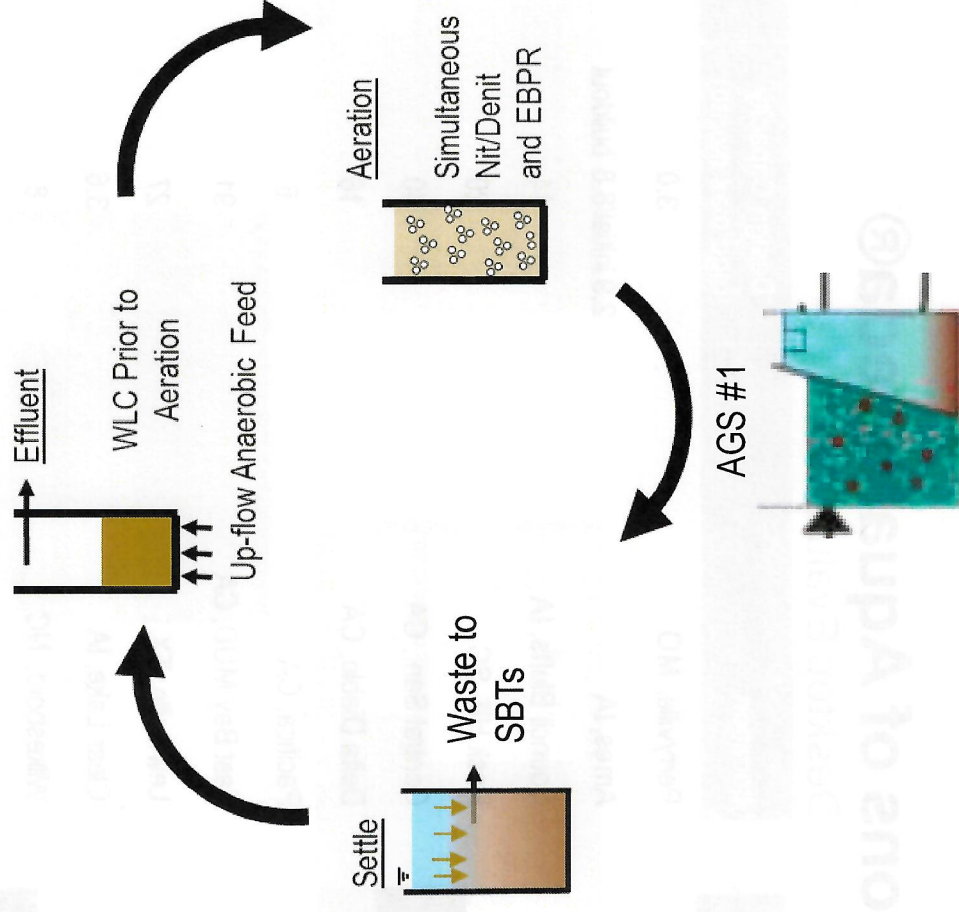 Effluent
WLC Prior to
Aeration
Up-flow Anaerobic Feed
Settle
Waste to
SBTs
Aeration
Simultaneous
Nit/Denit
and EBPR
AGS #1